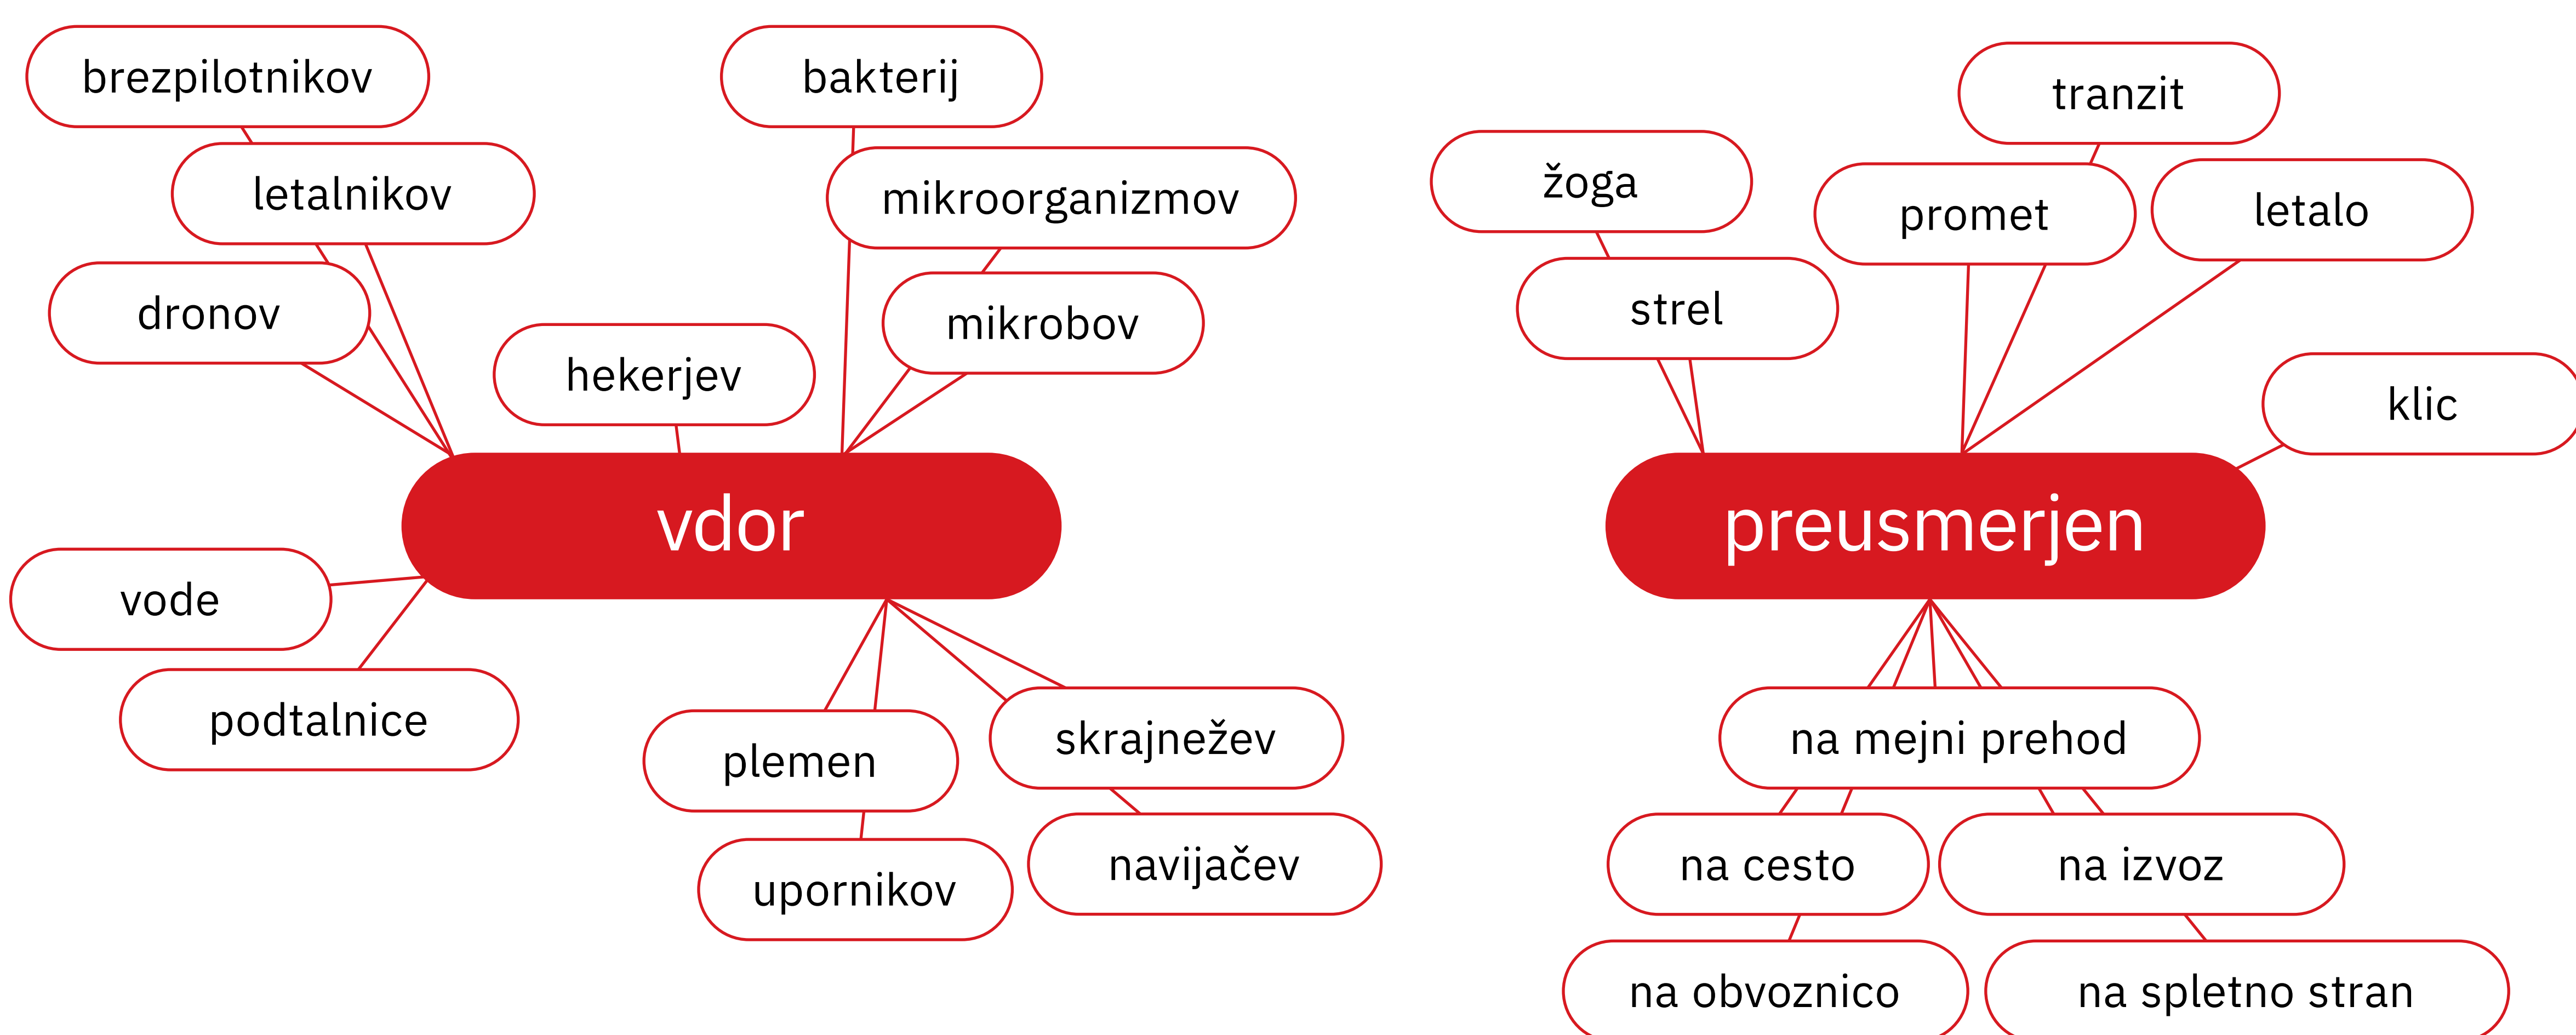 brezpilotnikov
letalnikov
dronov
hekerjev
bakterij
mikroorganizmov
mikrobov
vdor
vode
podtalnice
plemen
upornikov
skrajnežev
navijačev
žoga
strel
tranzit
promet
letalo
klic
preusmerjen
na mejni prehod
na cesto
na izvoz
na obvoznico
na spletno stran